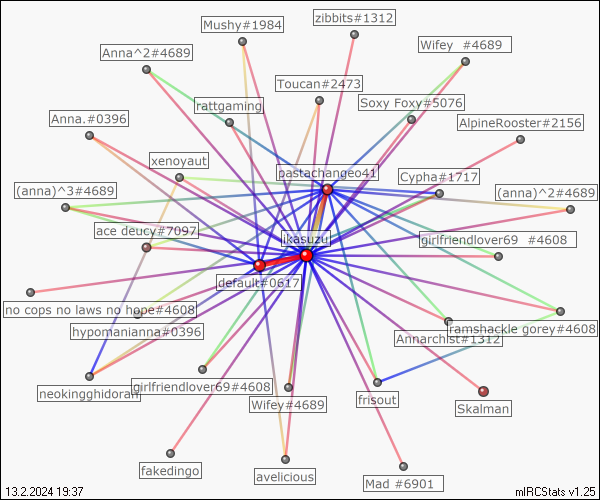 zibbits#1312
Mushy#1984
Wifey #4689
Anna^2#4689
Toucan#2473
Soxy Foxy#5076
rattgaming
Anna.#0396
AlpineRooster#2156
xenoyaut
pastachangeo41
Cypha#1717
(anna)^3#4689
(anna)^2#4689
ace deucy#7097
ikasuzu
girlfriendlover69 #4608
default#0617
no cops no laws no hope#4608
hypomanianna#0396
ramshackle gorey#4608
Annarchist#1312
neokingghidorah
girlfriendlover69#4608
Wifey#4689
frisout
Skalman
fakedingo
avelicious
Mad #6901
13.2.2024 19:37
mIRCStats v1.25